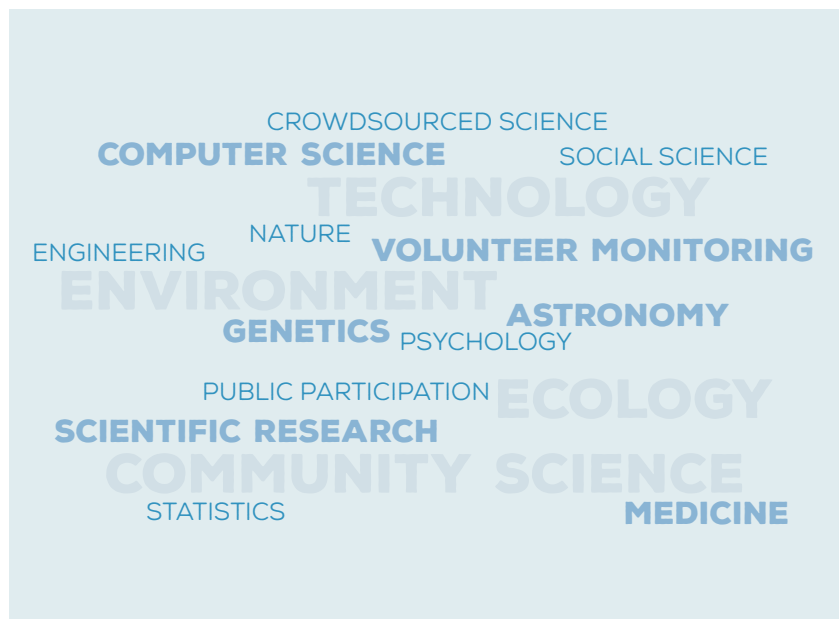 CROWDSOURCED SCIENCE
COMPUTER SCIENCE
SOCIAL SCIENCE
TECHNOLOGY
NATURE
ENGINEERING
VOLUNTEER MONITORING
ENVIRONMENT
ASTRONOMY
GENETICS
PSYCHOLOGY
PUBLIC PARTICIPATION
ECOLOGY
SCIENTIFIC RESEARCH
COMMUNITY SCIENCE
STATISTICS
MEDICINE